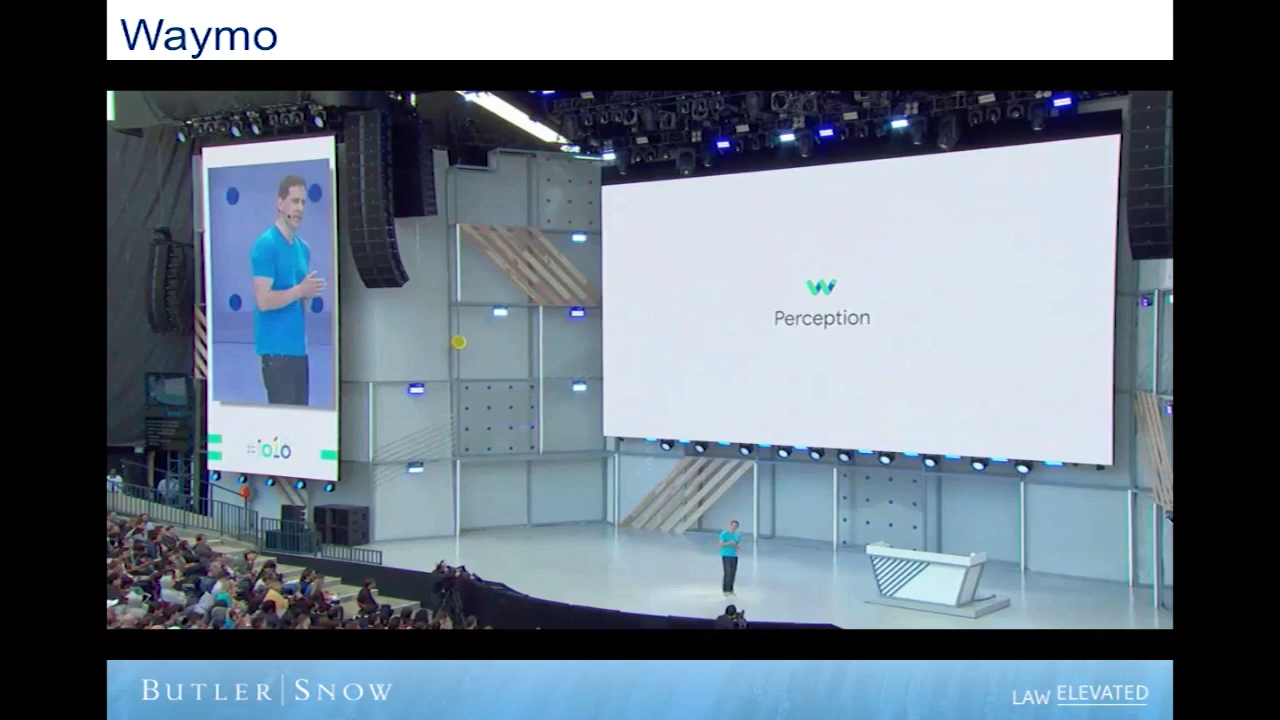 Waymo
Perception
#io18
BUTLER | SNOW
LAW ELEVATED